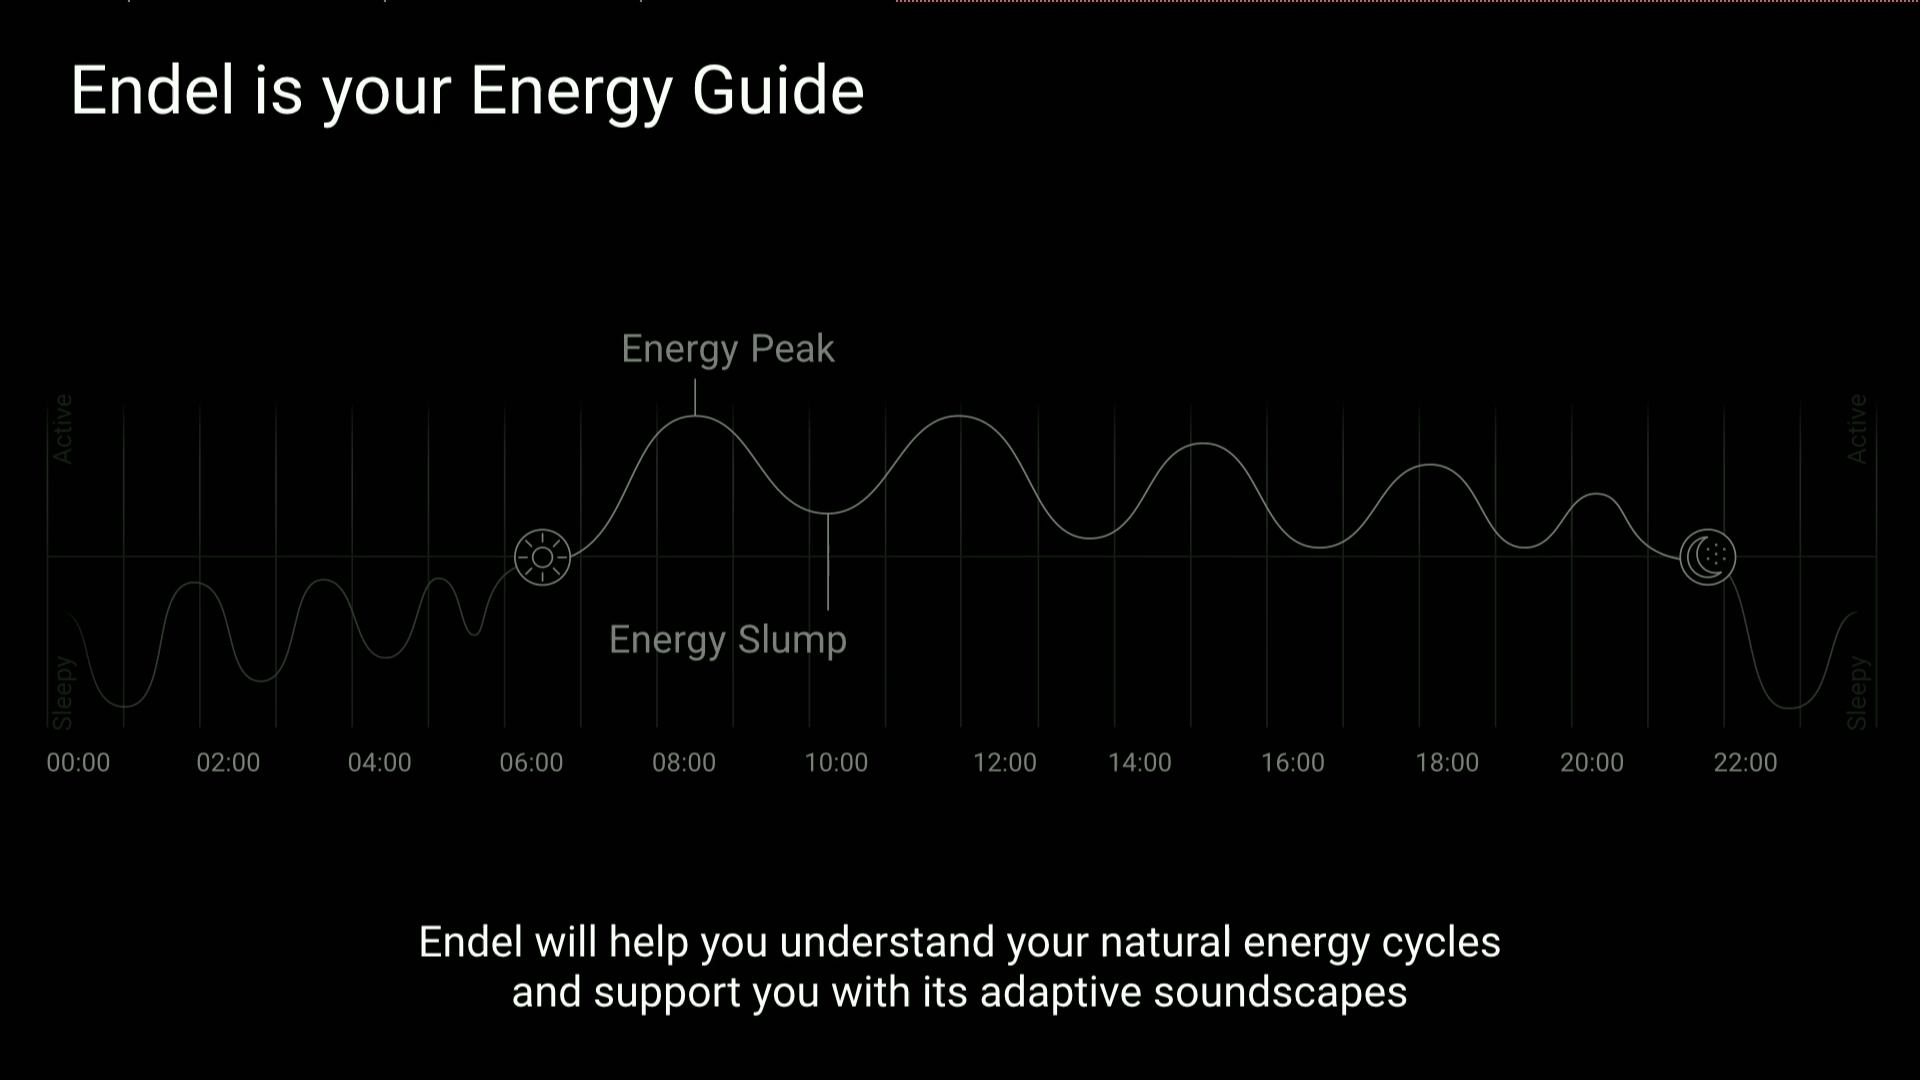 Endel is your Energy Guide
Energy Peak
Active
Active
Energy Slump
Sleepy
Sleepy
00:00 02:00 04:00 06:00 08:00 10:00 12:00 14:00 16:00 18:00 20:00 22:00
Endel will help you understand your natural energy cycles
and support you with its adaptive soundscapes